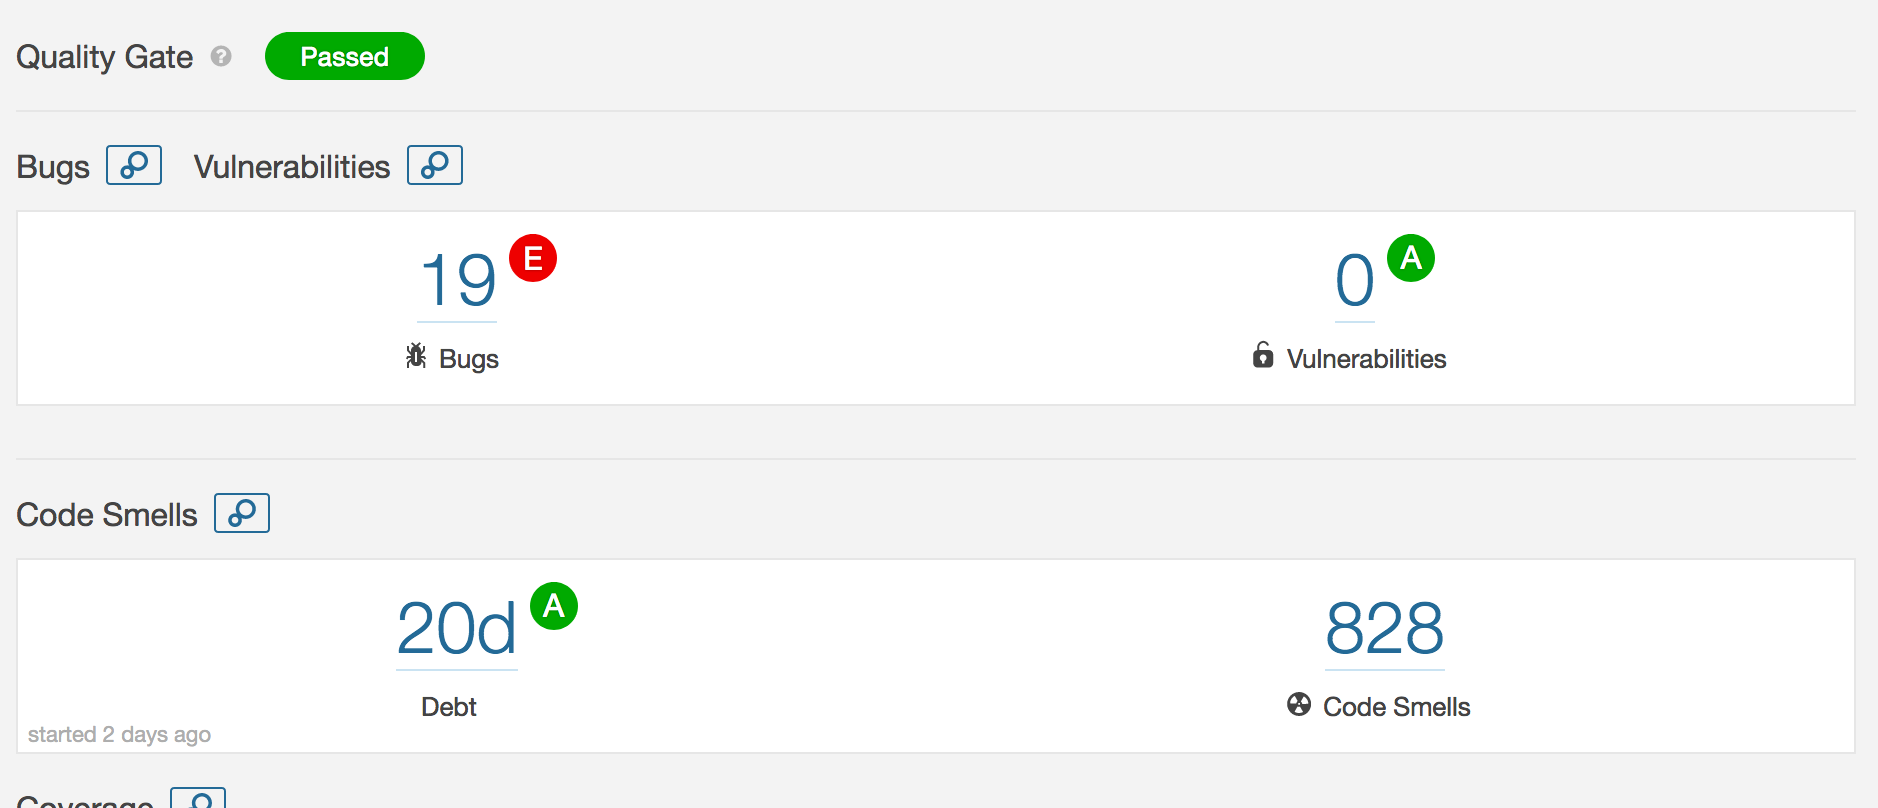 Quality Gate ? Passed
Bugs Vulnerabilities
19 E
Bugs
0 A
Vulnerabilities
Code Smells
20d A
Debt
828
Code Smells
started 2 days ago
Coverage